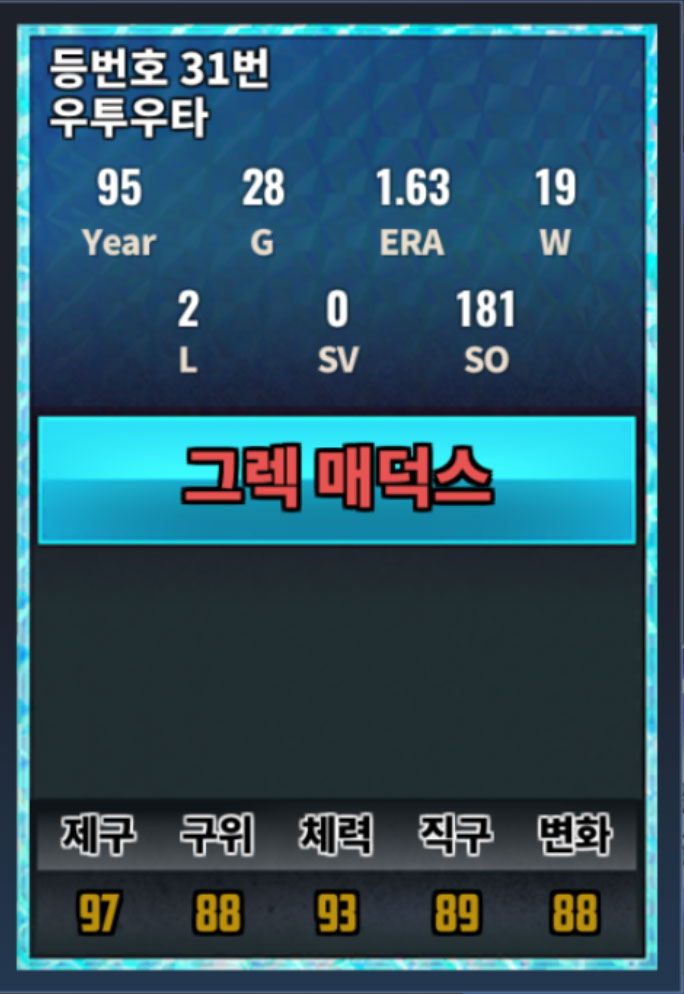 등번호 31번
우투우타
95 28 1.63 19
Year G ERA W
2 0 181
L SV SO
그렉 매덕스
제구 구위 체력 직구 변화
97 88 93 89 88